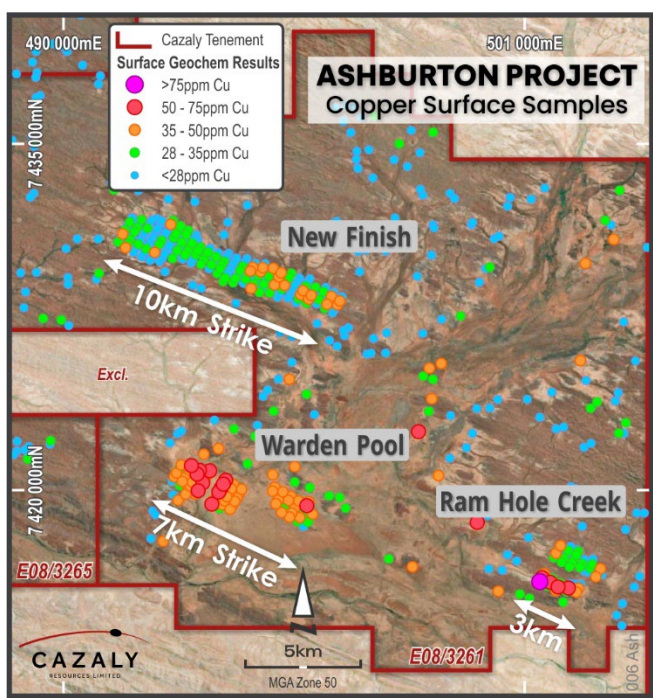 490 000mE
501 000mE
Cazaly Tenement
Surface Geochem Results
>75ppm Cu
50 - 75ppm Cu
35 - 50ppm Cu
28 - 35ppm Cu
<28ppm Cu
ASHBURTON PROJECT
Copper Surface Samples
7 435 000mN
New Finish
10km Strike
Excl.
Warden Pool
7 420 000mN
Ram Hole Creek
7km Strike
E08/3265
3km
N
5km
MGA Zone 50
E08/3261
CAZALY
RESOURCES LIMITED
006 Ash